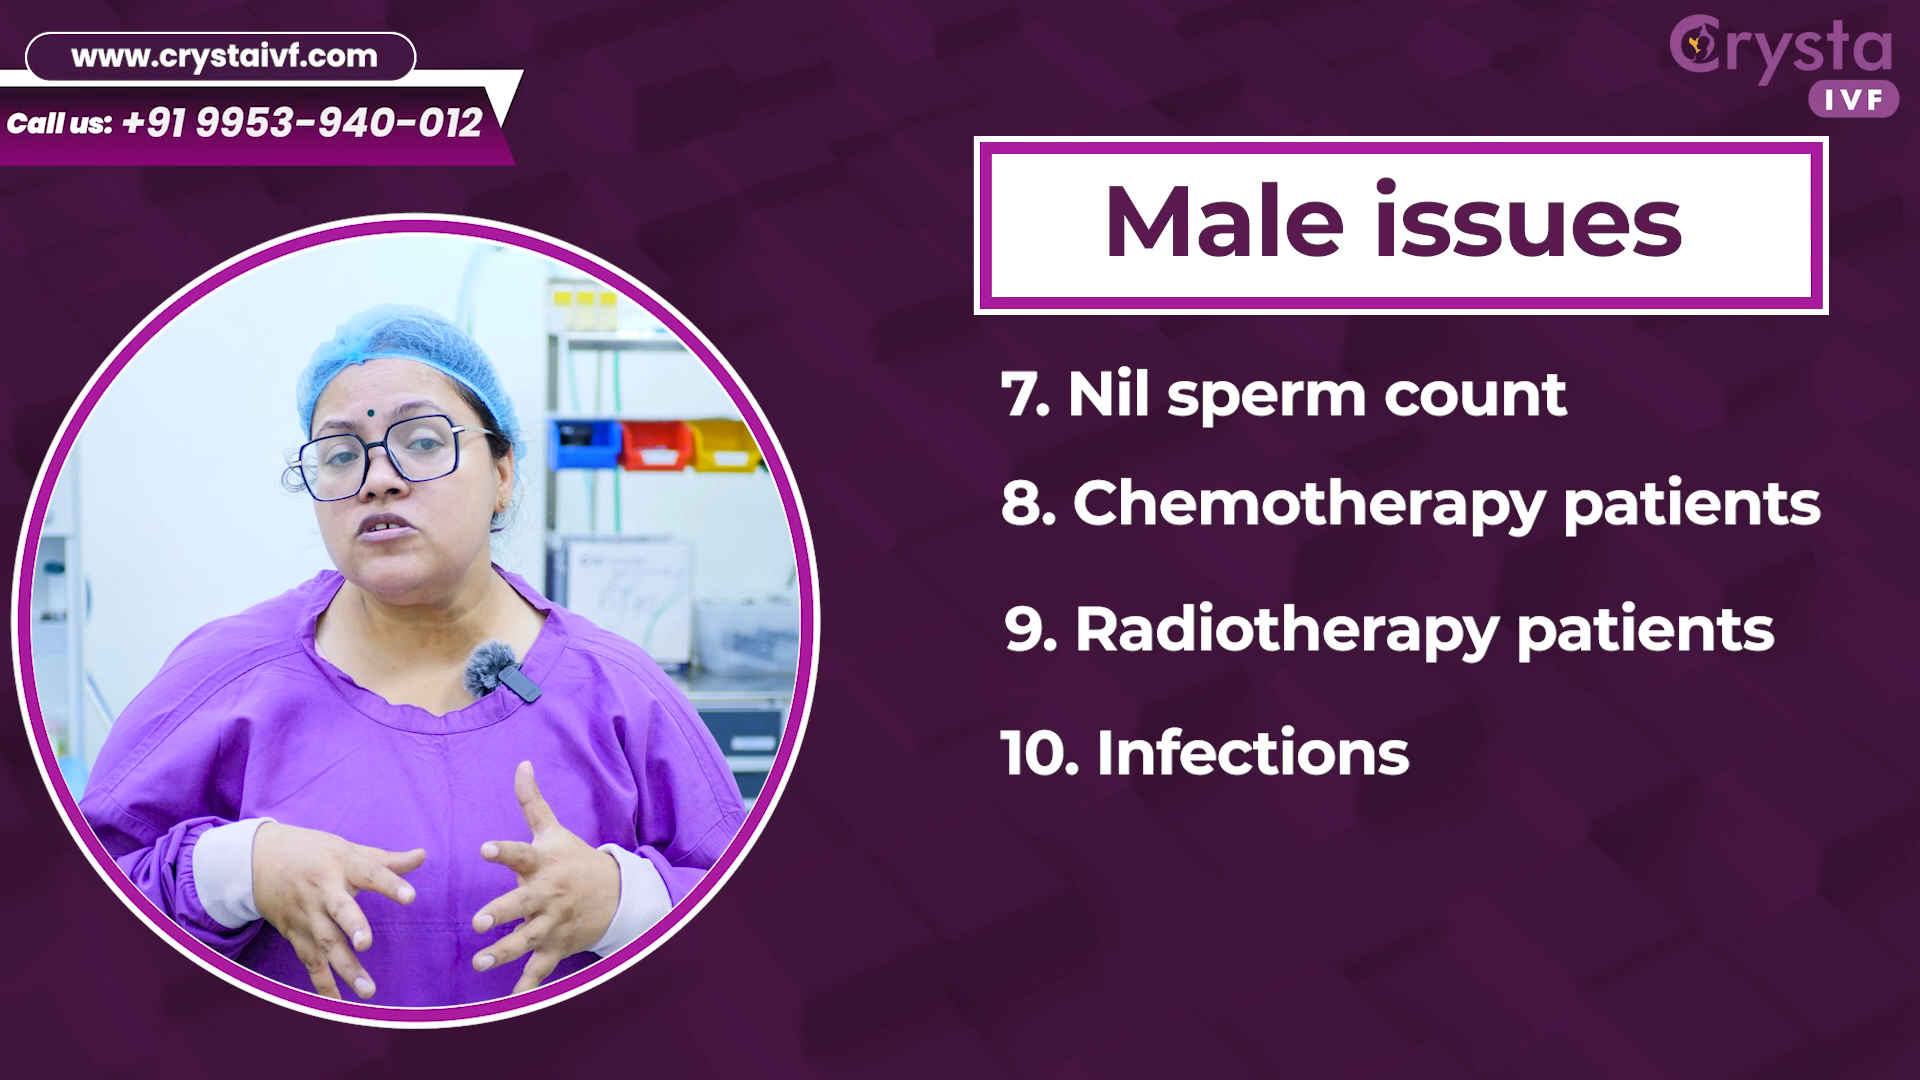 www.crystaivf.com
Call us: +91 9953-940-012
Crysta
IVF
Male issues
7. Nil sperm count
8. Chemotherapy patients
9. Radiotherapy patients
10. Infections